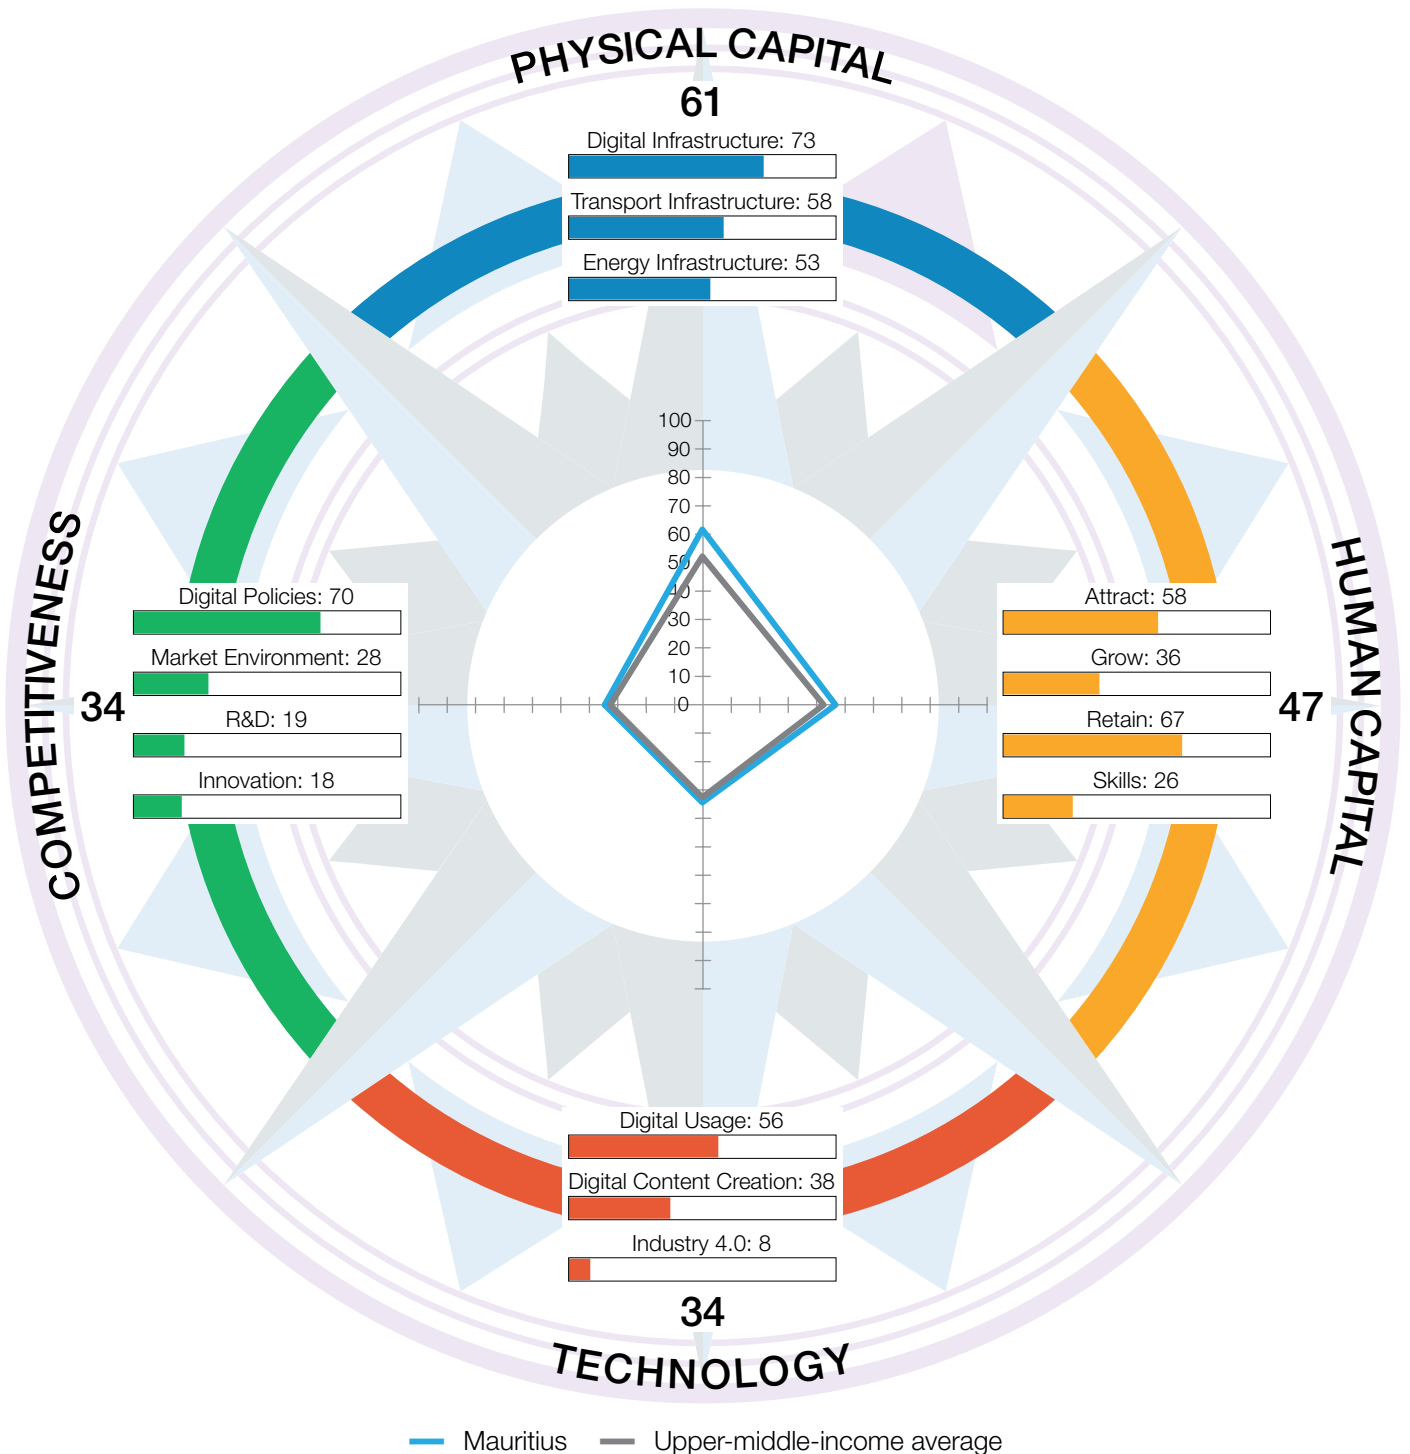 PHYSICAL CAPITAL
61
Digital Infrastructure: 73
Transport Infrastructure: 58
Energy Infrastructure: 53
100
90
80
70
60
50
40
30
20
10
0
COMPETITIVENESS
34
Digital Policies: 70
Market Environment: 28
R&D: 19
Innovation: 18
HUMAN CAPITAL
47
Attract: 58
Grow: 36
Retain: 67
Skills: 26
Digital Usage: 56
Digital Content Creation: 38
Industry 4.0: 8
34
TECHNOLOGY
Mauritius
Upper-middle-income average